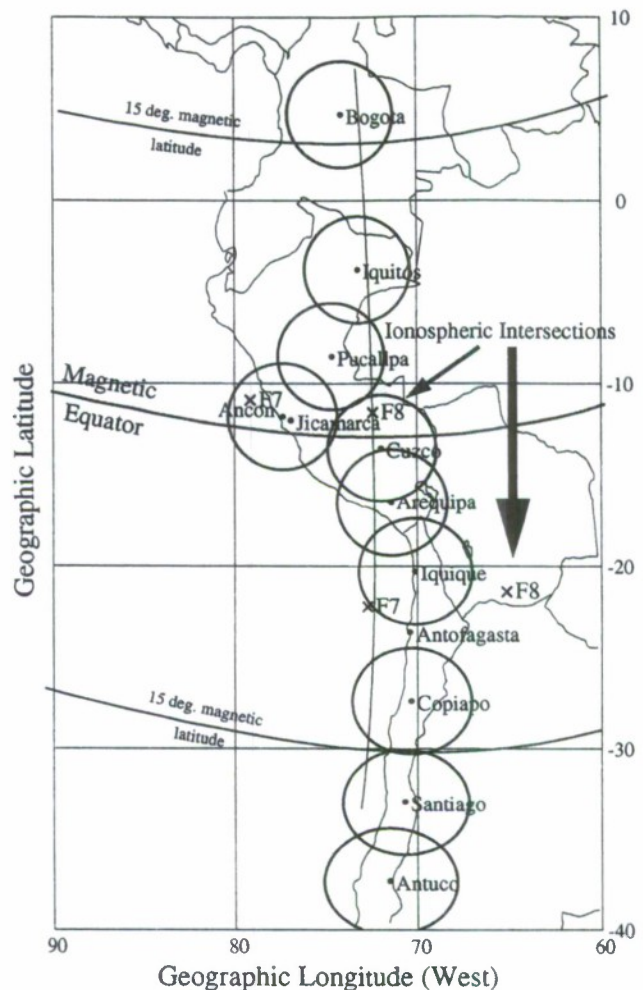 10
15 deg. magnetic
latitude
Bogota
0
Iquitos
Ionospheric Intersections
Pucallpa
-10
Magnetic
Equator
F7
F8
Ancon
Jicamarca
Cuzco
Arequipa
Geographic Latitude
-20
Iquique
F8
F7
Antofagasta
15 deg. magnetic
latitude
Copiapo
-30
Santiago
Antuco
-40
90
80
70
60
Geographic Longitude (West)